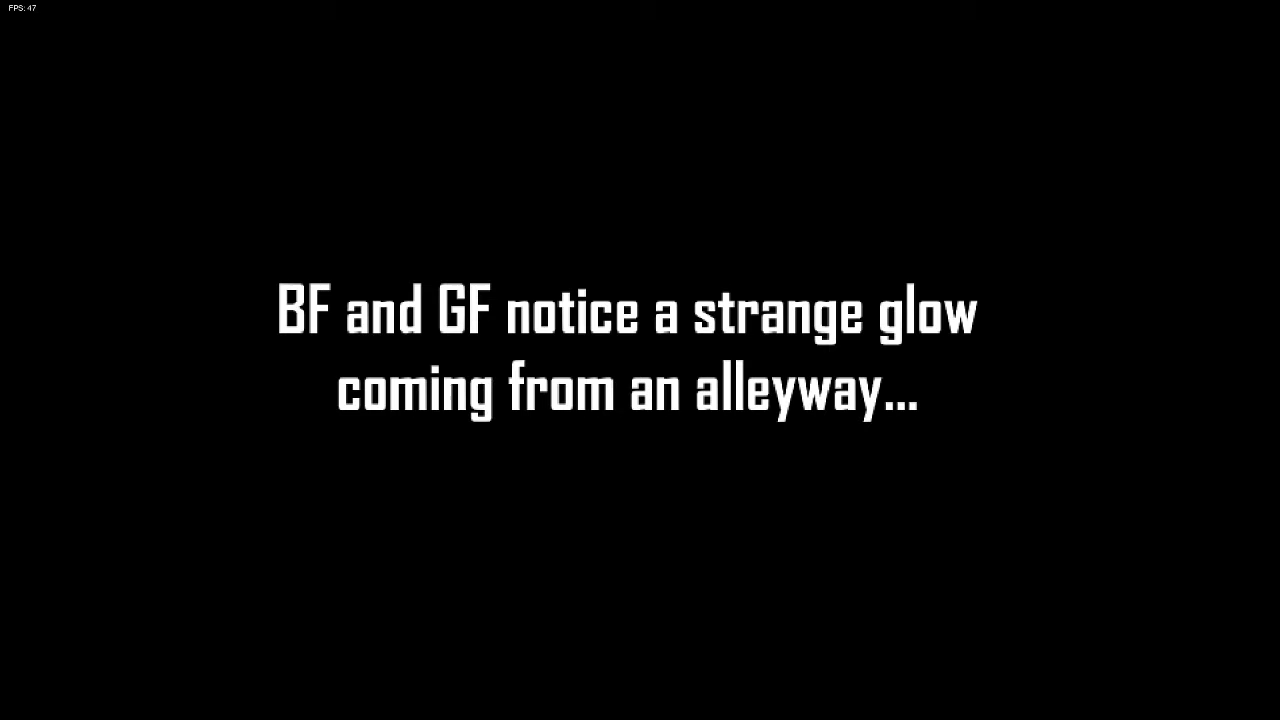 FPS: 47
BF and GF notice a strange glow
coming from an alleyway...